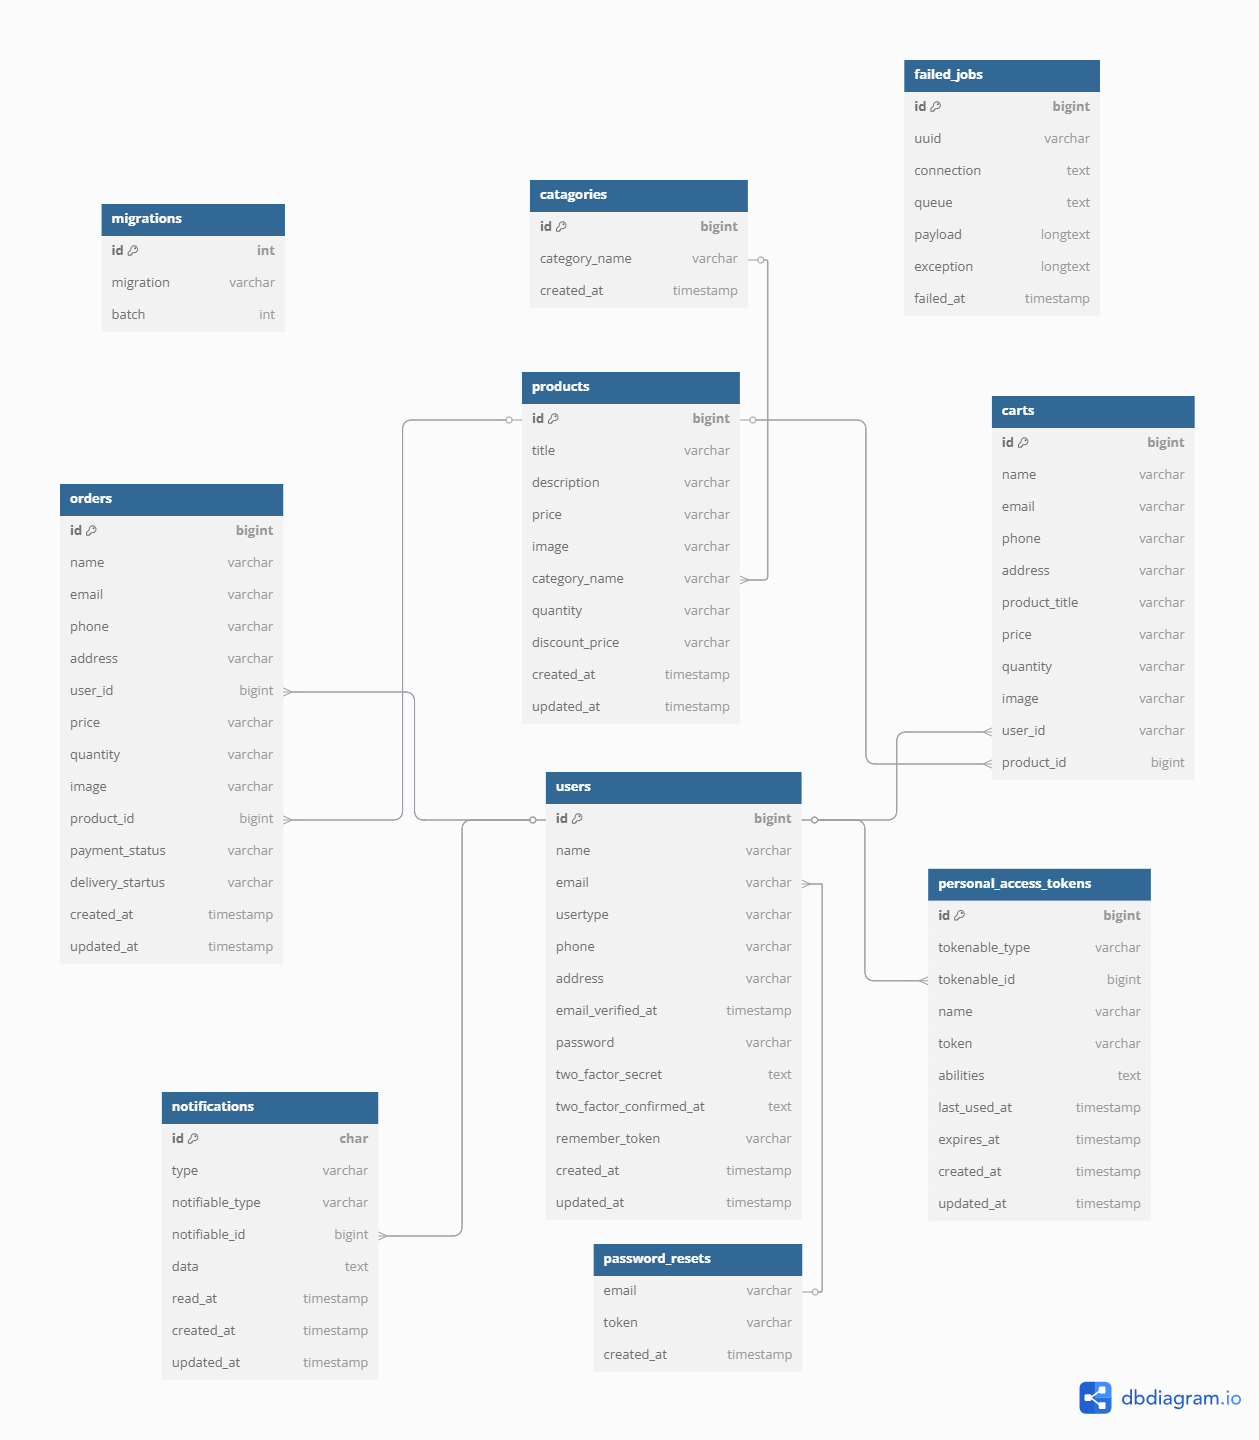 failed_jobs
id bigint
uuid varchar
connection text
queue text
payload longtext
exception longtext
failed_at timestamp
catagories
id bigint
category_name varchar
created_at timestamp
migrations
id int
migration varchar
batch int
products
id bigint
title varchar
description varchar
price varchar
image varchar
category_name varchar
quantity varchar
discount_price varchar
created_at timestamp
updated_at timestamp
carts
id bigint
name varchar
email varchar
phone varchar
address varchar
product_title varchar
price varchar
quantity varchar
image varchar
user_id varchar
product_id bigint
orders
id bigint
name varchar
email varchar
phone varchar
address varchar
user_id bigint
price varchar
quantity varchar
image varchar
product_id bigint
payment_status varchar
delivery_startus varchar
created_at timestamp
updated_at timestamp
users
id bigint
name varchar
email varchar
usertype varchar
phone varchar
address varchar
email_verified_at timestamp
password varchar
two_factor_secret text
two_factor_confirmed_at text
remember_token varchar
created_at timestamp
updated_at timestamp
personal_access_tokens
id bigint
tokenable_type varchar
tokenable_id bigint
name varchar
token varchar
abilities text
last_used_at timestamp
expires_at timestamp
created_at timestamp
updated_at timestamp
notifications
id char
type varchar
notifiable_type varchar
notifiable_id bigint
data text
read_at timestamp
created_at timestamp
updated_at timestamp
password_resets
email varchar
token varchar
created_at timestamp
dbdiagram.io